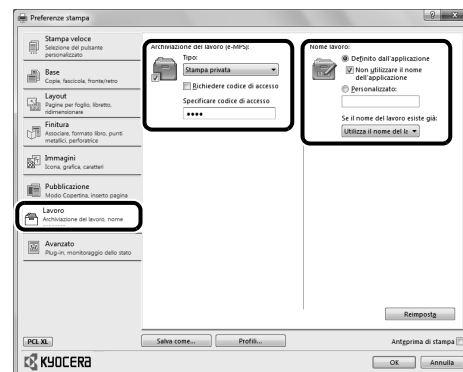 Preferenze stampa
Stampa veloce
Selezione del pulsante
personalizzato
Base
Copie, fascicola, fronte/retro
Layout
Pagine per foglio, libretto,
ridimensionare
Finitura
Associare, formato libro, punti
metallici, perforatrice
Immagini
Icona, grafica, caratteri
Pubblicazione
Modo Copertina, inserto pagina
Lavoro
Archiviazione del lavoro, nome
Avanzato
Plug-in, monitoraggio dello stato
Archiviazione del lavoro (e-MPS):
Tipo:
Stampa privata
Richiedere codice di accesso
Specificare codice di accesso
••••
Nome lavoro:
Definito dall'applicazione
Non utilizzare il nome
dell'applicazione
Personalizzato:
Se il nome del lavoro esiste già:
Utilizza il nome del la
Reimposta
PCL XL
Salva come...
Profili...
Anteprima di stampa
KYOCERA
OK
Annulla